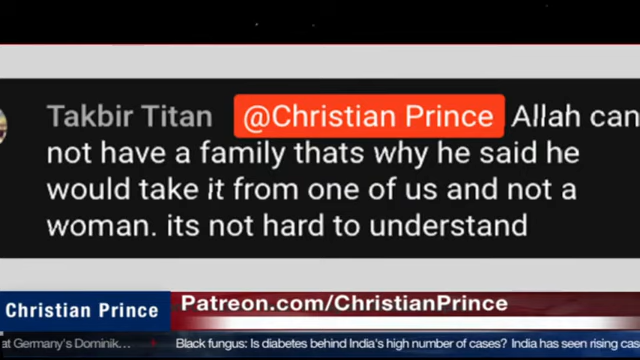 Takbir Titan @Christian Prince Allah can
not have a family thats why he said he
would take it from one of us and not a
woman. its not hard to understand
Christian Prince
Patreon.com/ChristianPrince
at Germany's Dominik...
Black fungus: Is diabetes behind India's high number of cases? India has seen rising cas